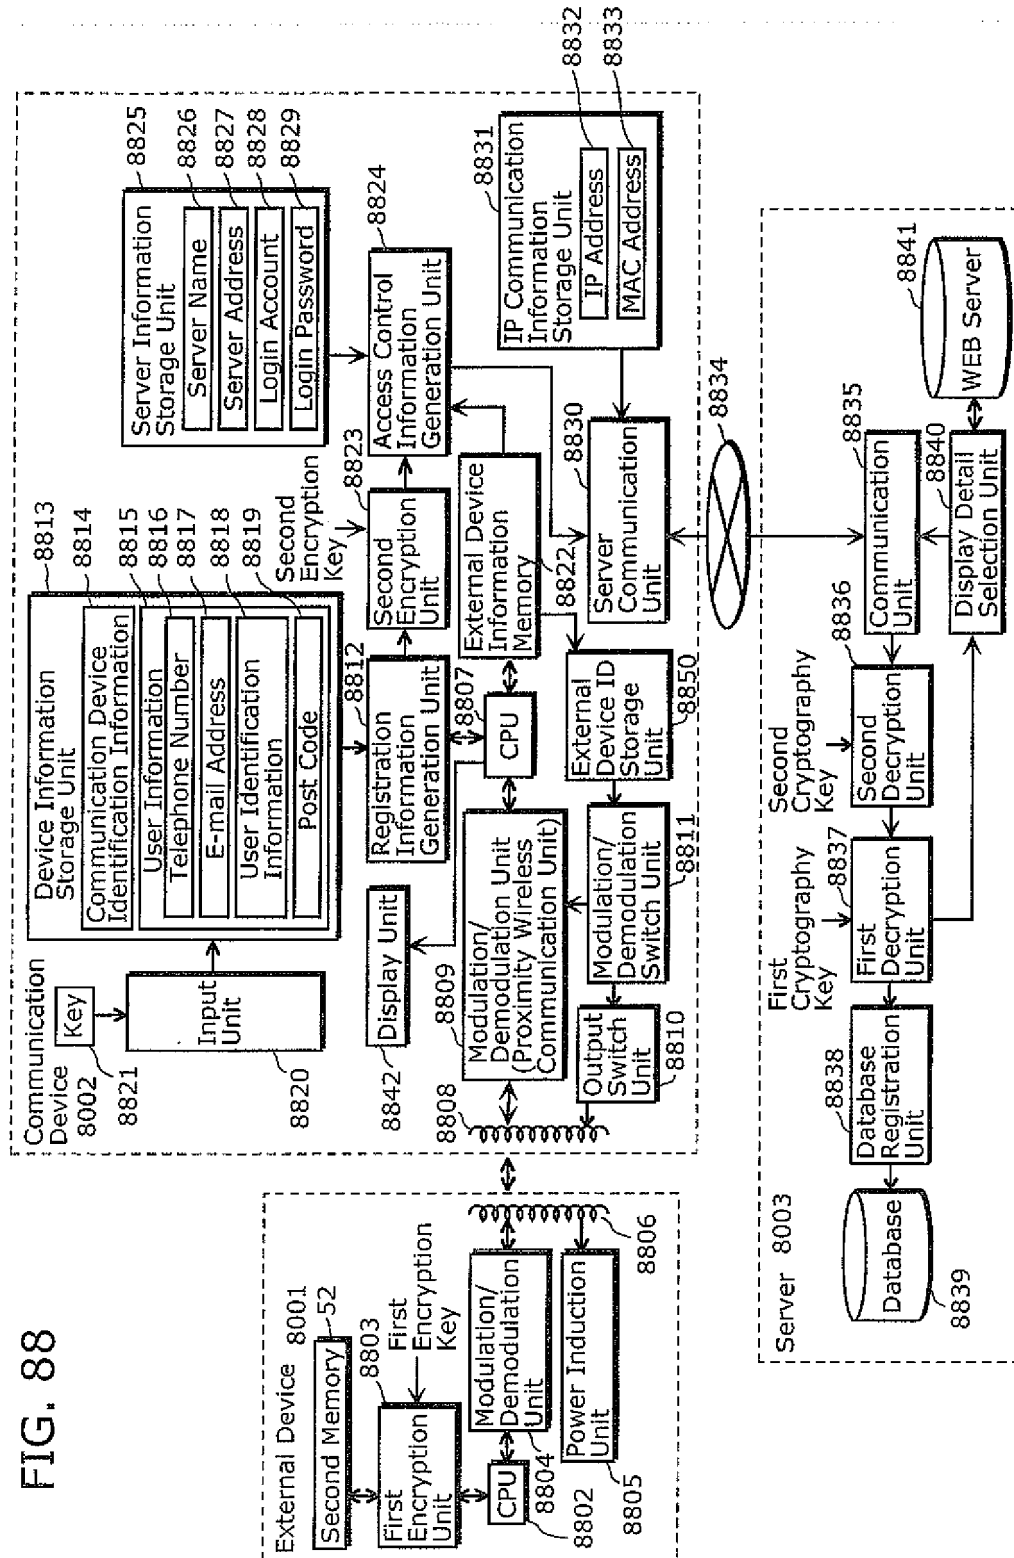 FIG. 88
External Device 8001
Second Memory
52
8803
First
Encryption
Unit
First
Encryption
Key
CPU
8802
Modulation/
Demodulation
Unit
8804
Power Induction
Unit
8805
8806
Communication
Device
8002
Key
8821
Input
Unit
8820
Device Information
Storage Unit
8813
Communication Device
Identification Information
8814
User Information
8815
Telephone Number
8816
E-mail Address
8817
User Identification
Information
8818
Post Code
8819
Display Unit
8842
Registration
Information
Generation Unit
8812
Second
Encryption
Key
Second
Encryption
Unit
8823
Server Information
Storage Unit
8825
Server Name
8826
Server Address
8827
Login Account
8828
Login Password
8829
Access Control
Information
Generation Unit
8824
8808
8809
Modulation/
Demodulation Unit
(Proximity Wireless
Communication Unit)
CPU
8807
External Device
Information
Memory
8822
Output
Switch
Unit
8810
Modulation/
Demodulation
Switch Unit
8811
External
Device ID
Storage
Unit
8850
Server
Communication
Unit
8830
IP Communication
Information
Storage Unit
8831
IP Address
8832
MAC Address
8833
8834
Server 8003
Database
8839
Database
Registration
Unit
8838
First
Cryptography
Key
8837
First
Decryption
Unit
Second
Cryptography
Key
8836
Second
Decryption
Unit
Communication
Unit
8835
Display Detail
Selection Unit
8840
WEB Server
8841